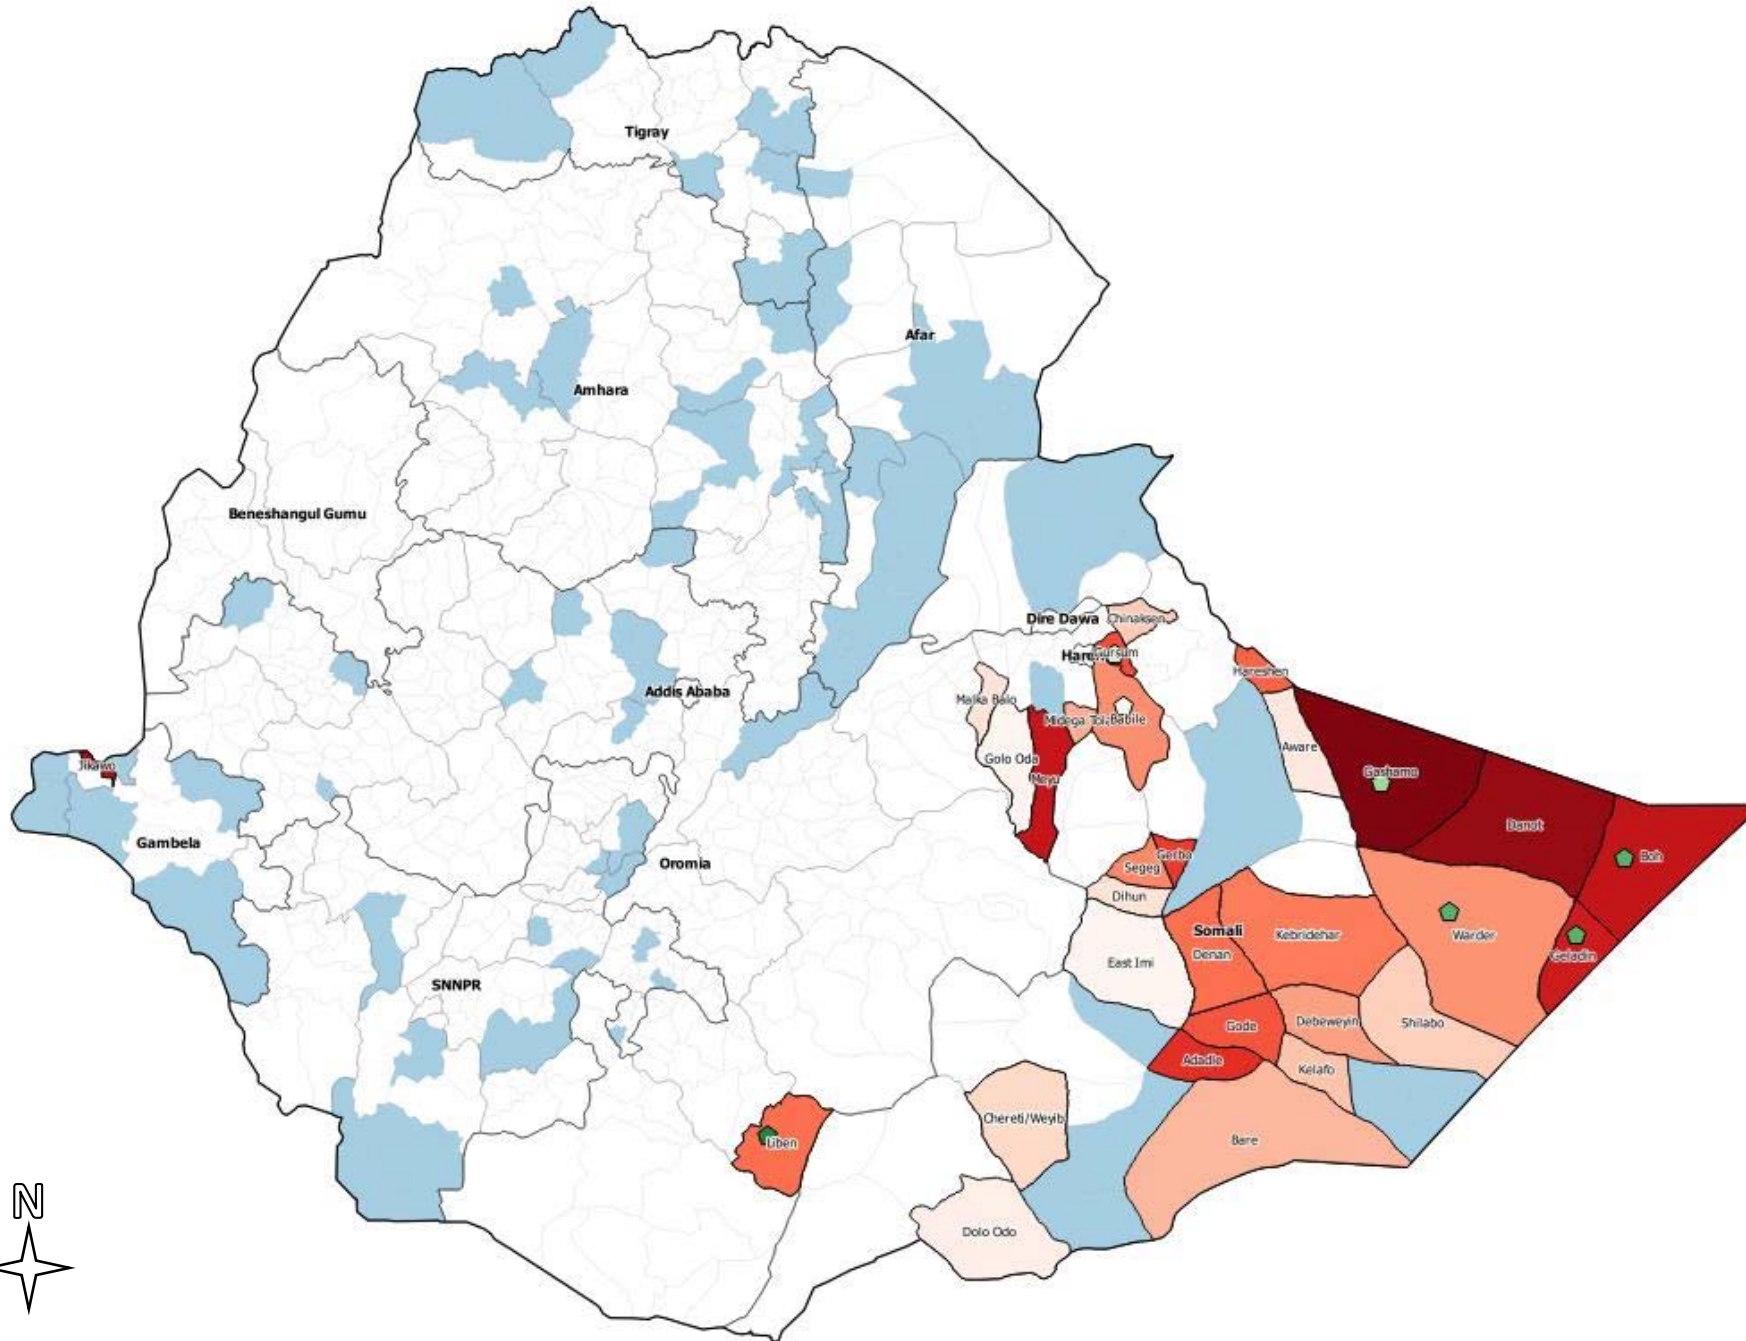 Tigray
Afar
Amhara
Beneshangul Gumu
Dire Dawa
Chinaksen
Gursum
Hareshen
Addis Ababa
Malka Balo
Midega
Babile
Golo Oda
Meyu
Aware
Jikawo
Gashamo
Danot
Gambela
Oromia
Gerbo
Segeg
Boh
Dihun
Somali
Kebridehar
Warder
Denan
Geladin
East Imi
SNNPR
Gode
Debeweyin
Shilabo
Adadle
Kelafo
Chereti/Weyib
Liben
Bare
N
Dolo Odo